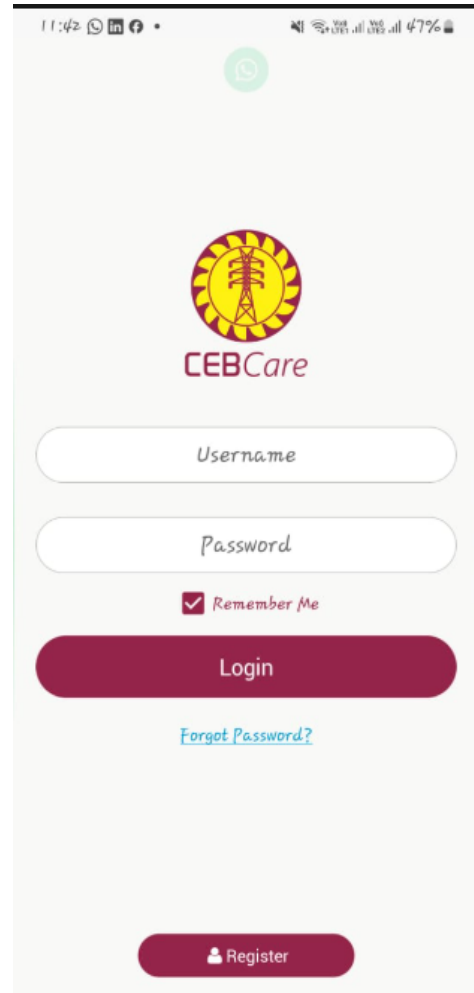 11:42 47%
CEBCare
Username
Password
Remember Me
Login
Forgot Password?
Register